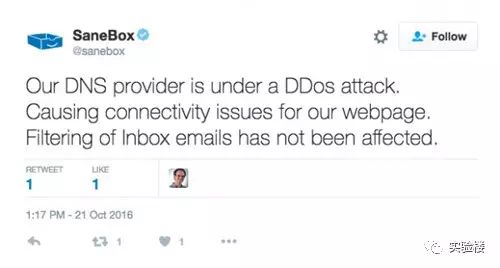 SaneBox
@sanebox
Follow
Our DNS provider is under a DDos attack.
Causing connectivity issues for our webpage.
Filtering of Inbox emails has not been affected.
RETWEET LIKE
1 1
1:17 PM - 21 Oct 2016
1 1
实验楼